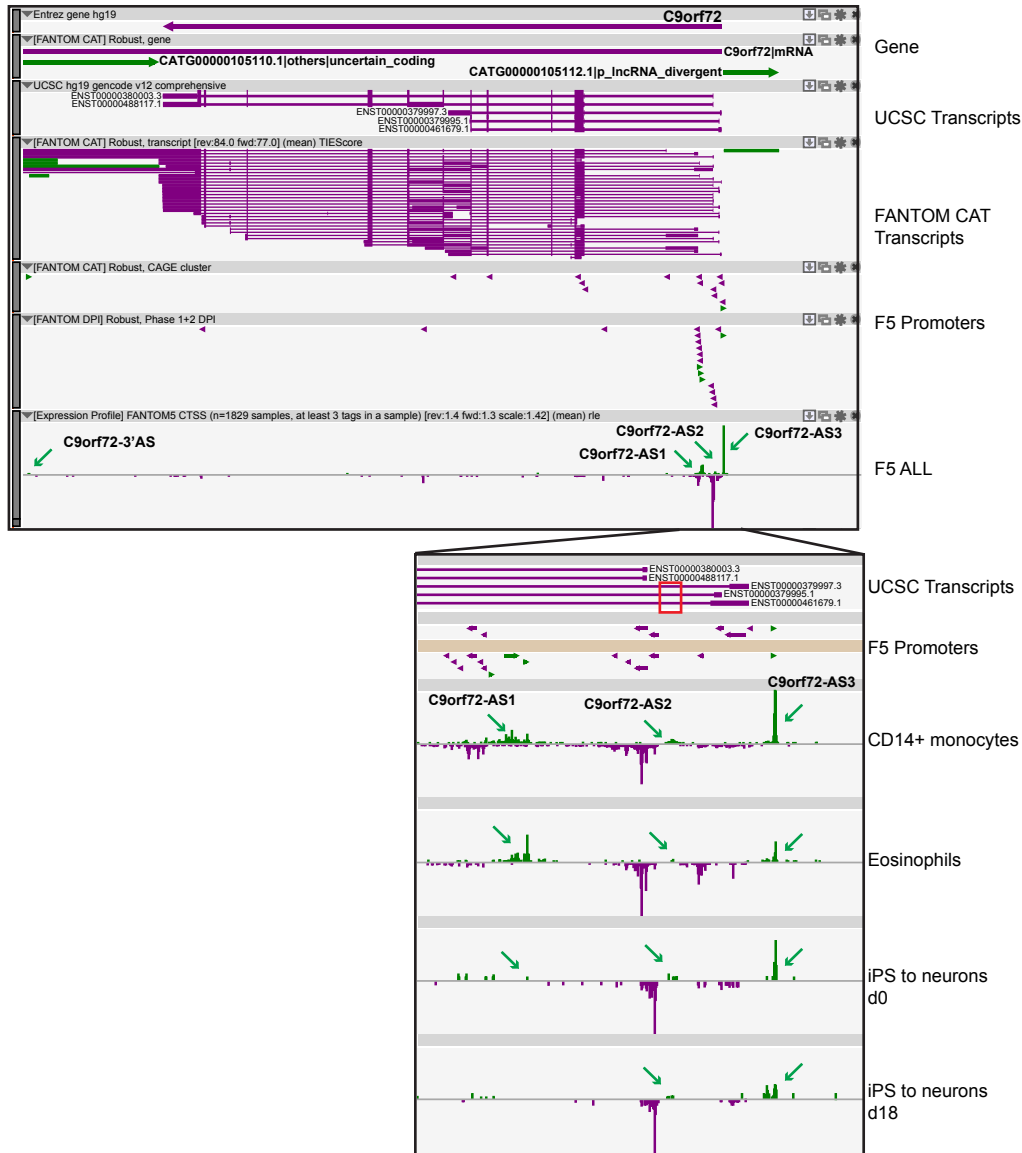 Entrez gene hg19
C9orf72
Gene
[FANTOM CAT] Robust, gene
C9orf72|mRNA
CATG00000105110.1|others|uncertain_coding
CATG00000105112.1|p_lncRNA_divergent
UCSC hg19 gencode v12 comprehensive
ENST00000380003.3
ENST00000488117.1
ENST00000379997.3
ENST00000379995.1
ENST00000461679.1
UCSC Transcripts
[FANTOM CAT] Robust, transcript [rev:84.0 fwd:77.0] (mean) TIEScore
FANTOM CAT
Transcripts
[FANTOM CAT] Robust, CAGE cluster
F5 Promoters
[FANTOM DPI] Robust, Phase 1+2 DPI
[Expression Profile] FANTOM5 CTSS (n=1829 samples, at least 3 tags in a sample) [rev:1.4 fwd:1.3 scale:1.42] (mean) rle
C9orf72-3'AS
C9orf72-AS2
C9orf72-AS3
C9orf72-AS1
F5 ALL
ENST00000380003.3
ENST00000488117.1
ENST00000379997.3
ENST00000379995.1
ENST00000461679.1
UCSC Transcripts
F5 Promoters
C9orf72-AS3
C9orf72-AS1
C9orf72-AS2
CD14+ monocytes
Eosinophils
iPS to neurons
d0
iPS to neurons
d18